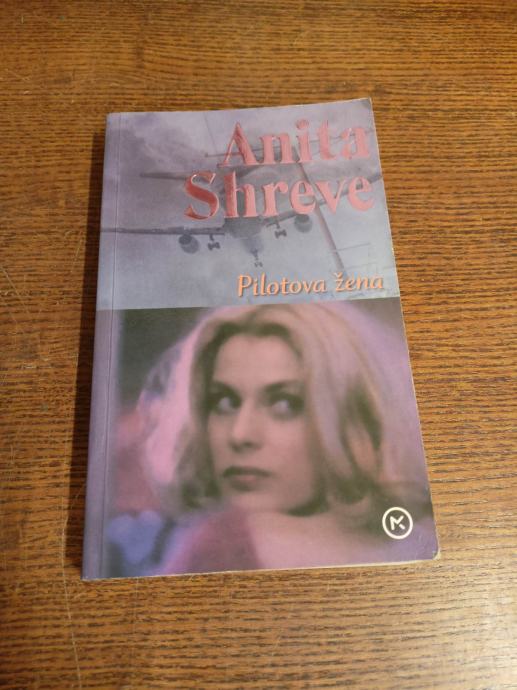 Anita
Shreve
Pilotova žena